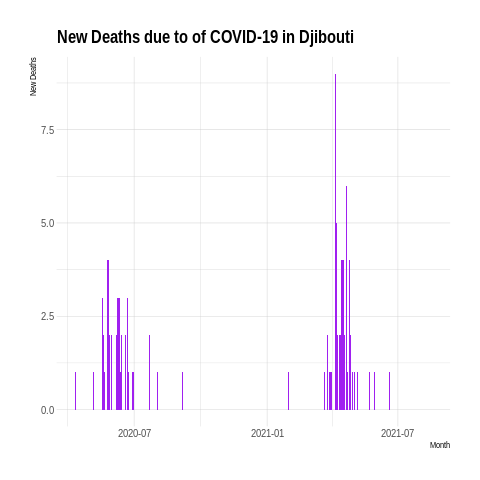 New Deaths due to of COVID-19 in Djibouti
New Deaths
7.5
5.0
2.5
0.0
2020-07
2021-01
2021-07
Month